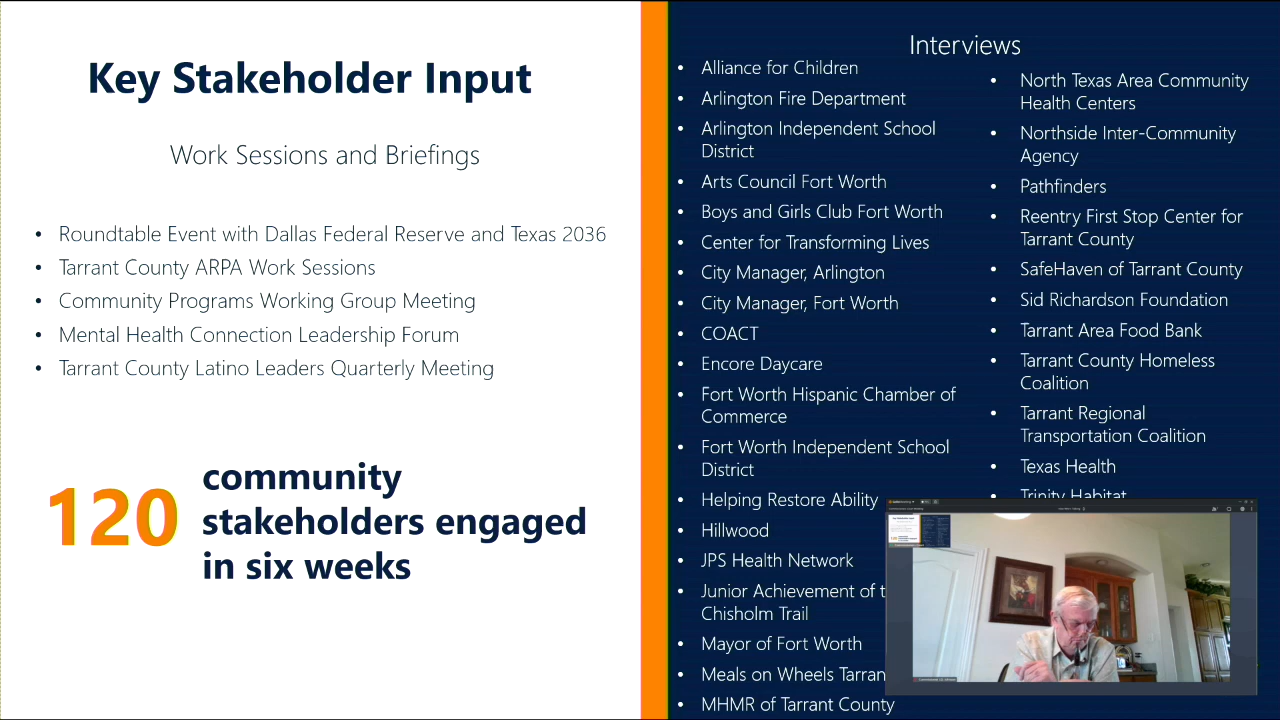 Key Stakeholder Input
Work Sessions and Briefings
• Roundtable Event with Dallas Federal Reserve and Texas 2036
• Tarrant County ARPA Work Sessions
• Community Programs Working Group Meeting
• Mental Health Connection Leadership Forum
• Tarrant County Latino Leaders Quarterly Meeting
120
community
stakeholders engaged
in six weeks
Interviews
• Alliance for Children
• Arlington Fire Department
• Arlington Independent School
District
• Arts Council Fort Worth
• Boys and Girls Club Fort Worth
• Center for Transforming Lives
• City Manager, Arlington
• City Manager, Fort Worth
• COACT
• Encore Daycare
• Fort Worth Hispanic Chamber of
Commerce
• Fort Worth Independent School
District
• Helping Restore Ability
• Hillwood
• JPS Health Network
• Junior Achievement of t
Chisholm Trail
• Mayor of Fort Worth
• Meals on Wheels Tarran
• MHMR of Tarrant County
• North Texas Area Community
Health Centers
• Northside Inter-Community
Agency
• Pathfinders
• Reentry First Stop Center for
Tarrant County
• SafeHaven of Tarrant County
• Sid Richardson Foundation
• Tarrant Area Food Bank
• Tarrant County Homeless
Coalition
• Tarrant Regional
Transportation Coalition
• Texas Health
• Trinity Habitat